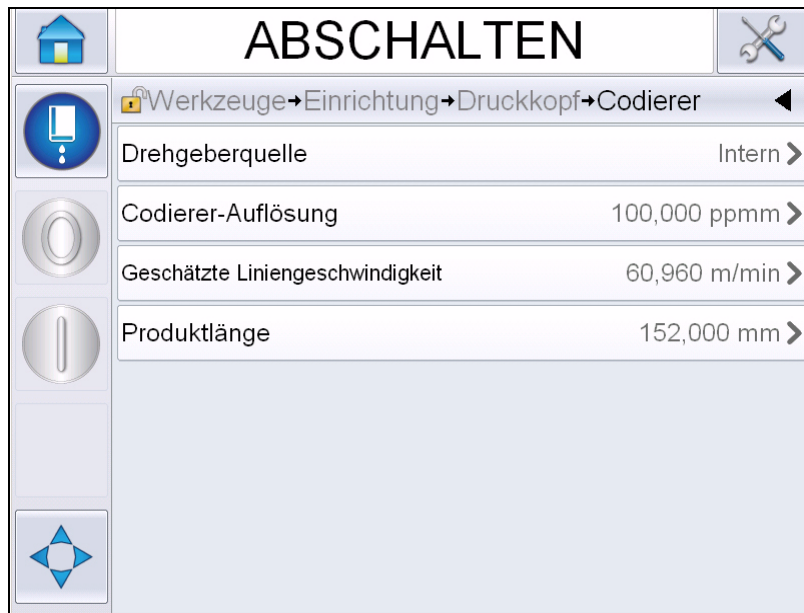 ABSCHALTEN
Werkzeuge→Einrichtung→Druckkopf→Codierer
Drehgeberquelle Intern
Codierer-Auflösung 100,000 ppmm
Geschätzte Liniengeschwindigkeit 60,960 m/min
Produktlänge 152,000 mm